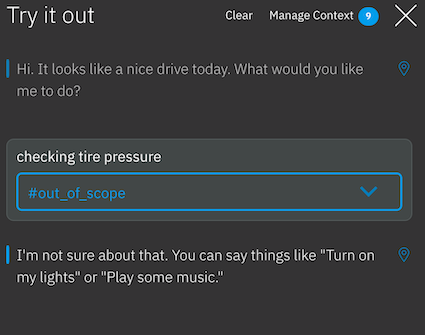 Try it out
Clear
Manage Context 9
Hi. It looks like a nice drive today. What would you like
me to do?
checking tire pressure
#out_of_scope
I'm not sure about that. You can say things like "Turn on
my lights" or "Play some music."